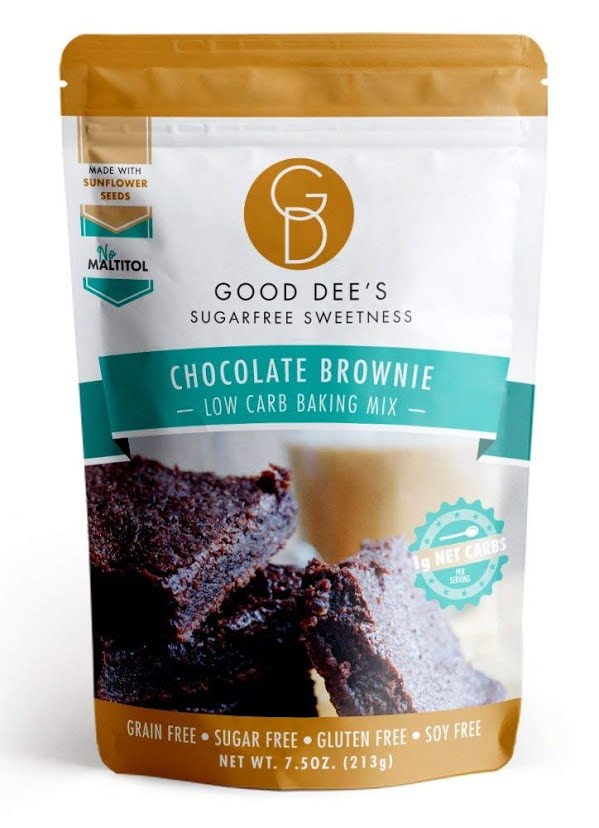 MADE WITH
SUNFLOWER
SEEDS
No
MALTITOL
GD
GOOD DEE'S
SUGARFREE SWEETNESS
CHOCOLATE BROWNIE
— LOW CARB BAKING MIX —
1g NET CARBS
PER
SERVING
GRAIN FREE • SUGAR FREE • GLUTEN FREE • SOY FREE
NET WT. 7.5OZ. (213g)